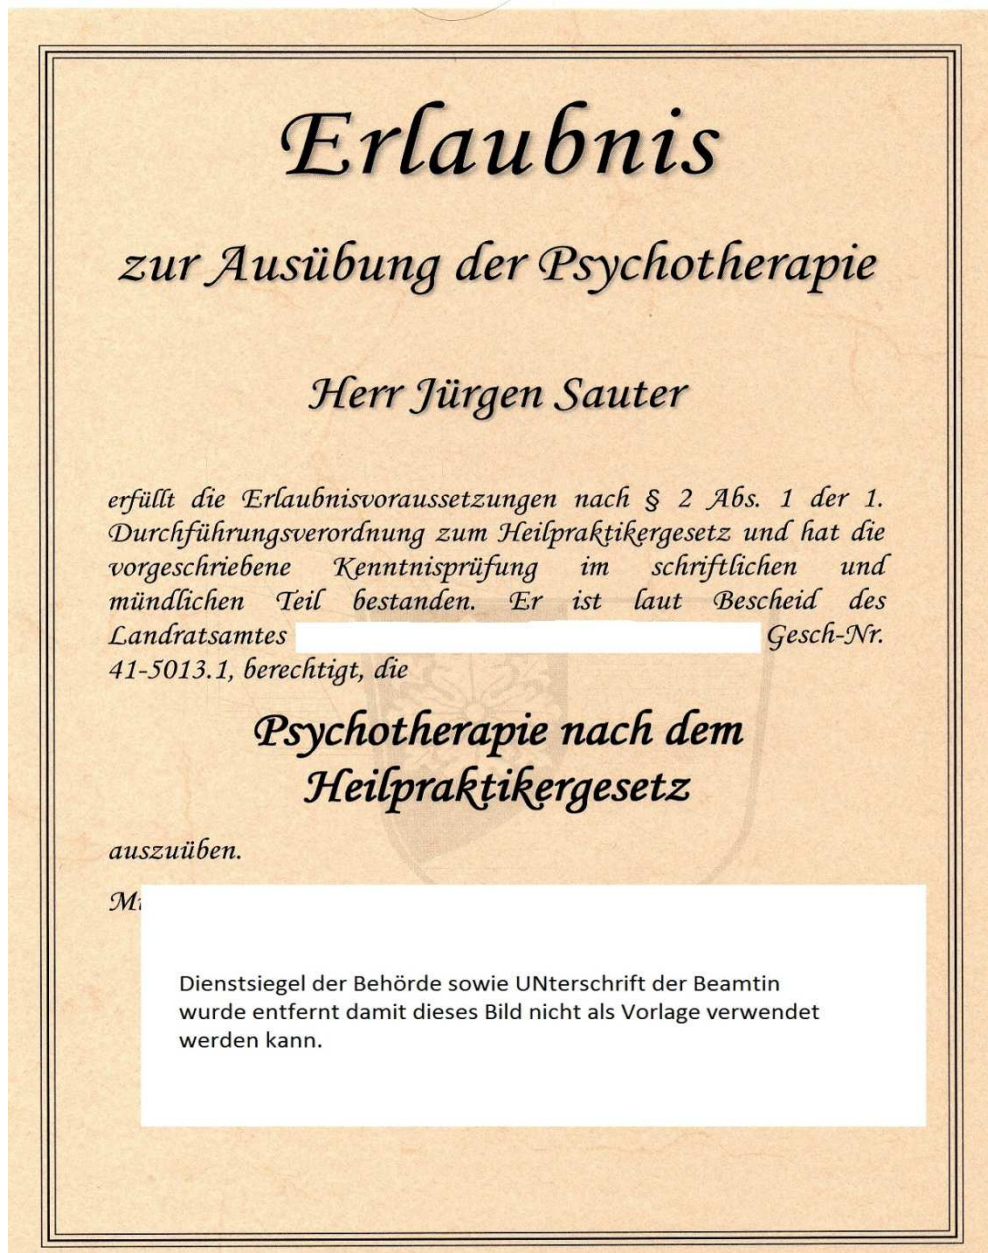 Erlaubnis
zur Ausübung der Psychotherapie
Herr Jürgen Sauter
erfüllt die Erlaubnisvoraussetzungen nach § 2 Abs. 1 der 1.
Durchführungsverordnung zum Heilpraktikergesetz und hat die
vorgeschriebene Kenntnisprüfung im schriftlichen und
mündlichen Teil bestanden. Er ist laut Bescheid des
Landratsamtes Gesch-Nr.
41-5013.1, berechtigt, die
Psychotherapie nach dem
Heilpraktikergesetz
auszuüben.
Dienstsiegel der Behörde sowie UNterschrift der Beamtin
wurde entfernt damit dieses Bild nicht als Vorlage verwendet
werden kann.